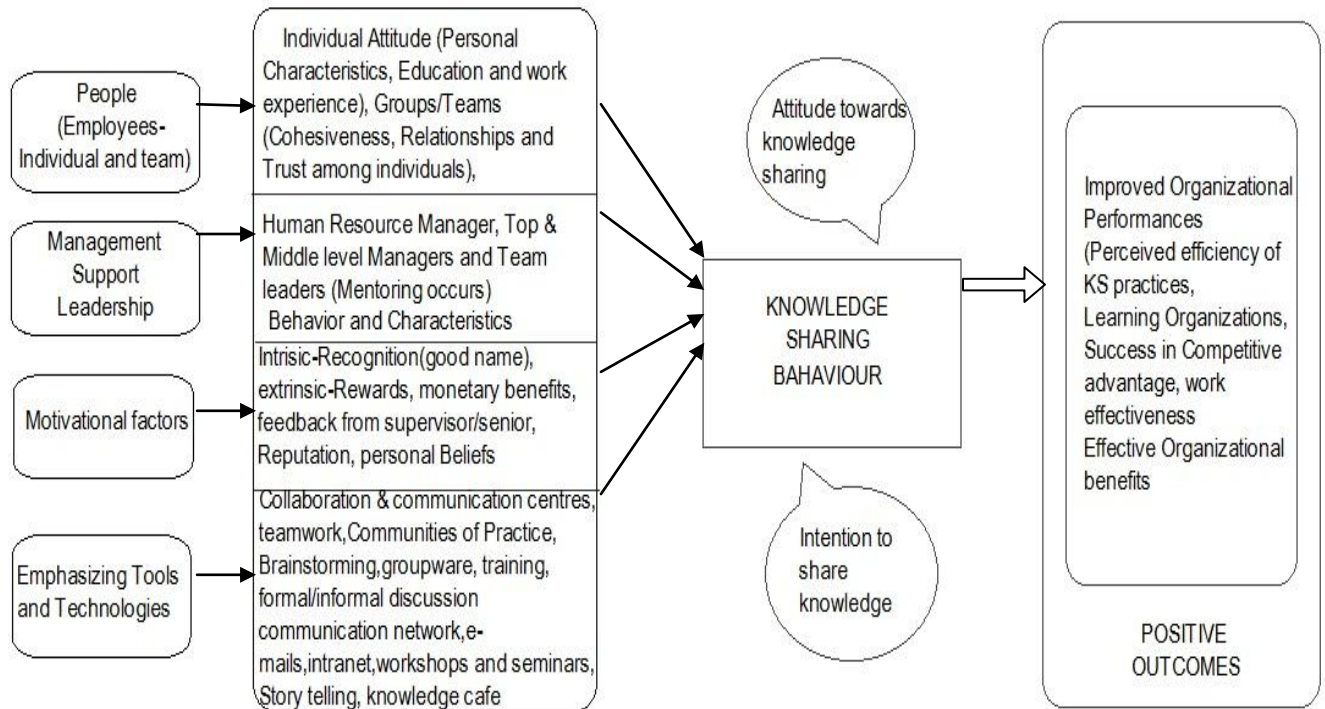 People
(Employees-
Individual and team)
Management
Support
Leadership
Motivational factors
Emphasizing Tools
and Technologies
Individual Attitude (Personal
Characteristics, Education and work
experience), Groups/Teams
(Cohesiveness, Relationships and
Trust among individuals),
Human Resource Manager, Top &
Middle level Managers and Team
leaders (Mentoring occurs)
Behavior and Characteristics
Intrisic-Recognition(good name),
extrinsic-Rewards, monetary benefits,
feedback from supervisor/senior,
Reputation, personal Beliefs
Collaboration & communication centres,
teamwork,Communities of Practice,
Brainstorming,groupware, training,
formal/informal discussion
communication network,e-
mails,intranet,workshops and seminars,
Story telling, knowledge cafe
Attitude towards
knowledge
sharing
KNOWLEDGE
SHARING
BAHAVIOUR
Intention to
share
knowledge
Improved Organizational
Performances
(Perceived efficiency of
KS practices,
Learning Organizations,
Success in Competitive
advantage, work
effectiveness
Effective Organizational
benefits
POSITIVE
OUTCOMES